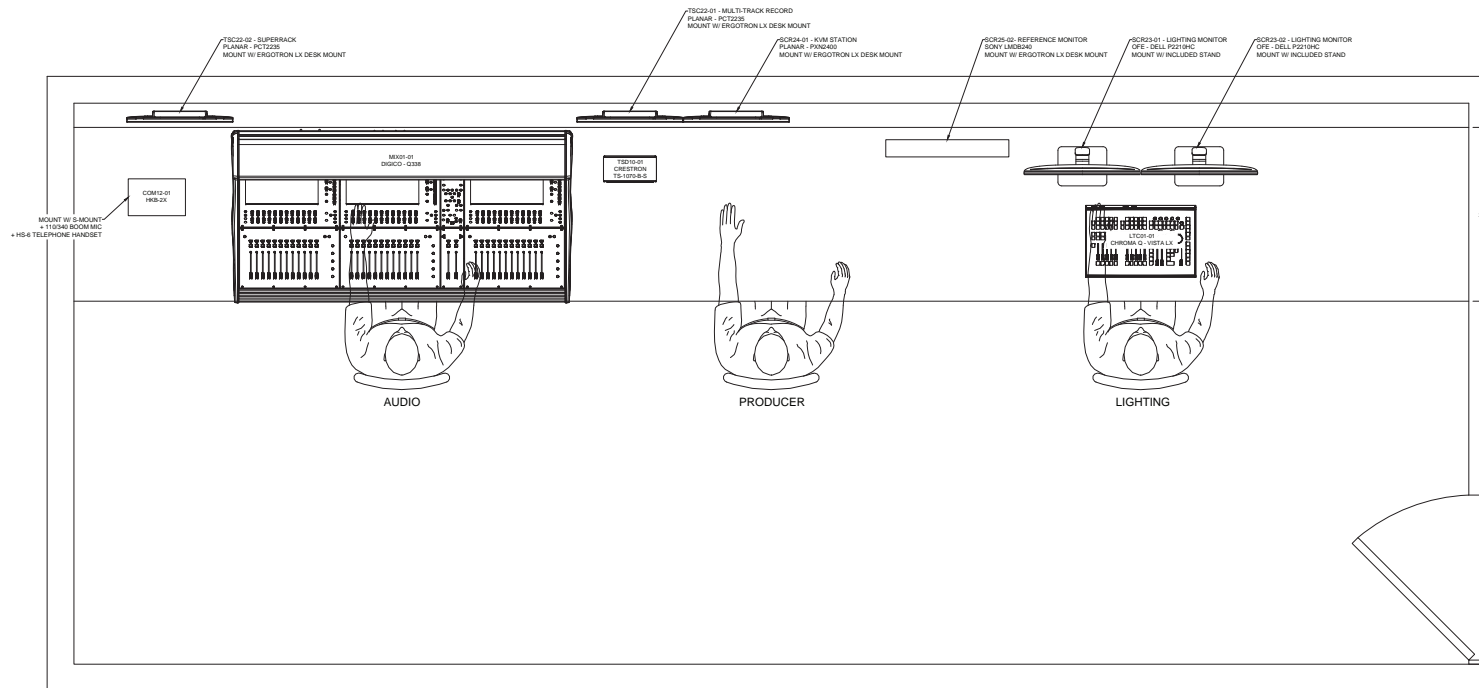 TSC22-01 - MULTI-TRACK RECORD
PLANAR - PCT2235
MOUNT W/ ERGOTRON LX DESK MOUNT
TSC22-02 - SUPERRACK
PLANAR - PCT2235
MOUNT W/ ERGOTRON LX DESK MOUNT
SCR24-01 - KVM STATION
PLANAR - PXN2400
MOUNT W/ ERGOTRON LX DESK MOUNT
SCR25-02- REFERENCE MONITOR
SONY LMDB240
MOUNT W/ ERGOTRON LX DESK MOUNT
SCR23-01 - LIGHTING MONITOR
OFE - DELL P2210HC
MOUNT W/ INCLUDED STAND
SCR23-02 - LIGHTING MONITOR
OFE - DELL P2210HC
MOUNT W/ INCLUDED STAND
MIX01-01
DIGICO - Q338
TSD10-01
CRESTRON
TS-1070-B-S
COM12-01
HKB-2X
MOUNT W/ S-MOUNT
+ 110/340 BOOM MIC
+ HS-6 TELEPHONE HANDSET
LTC01-01
CHROMA Q - VISTA LX
AUDIO
PRODUCER
LIGHTING